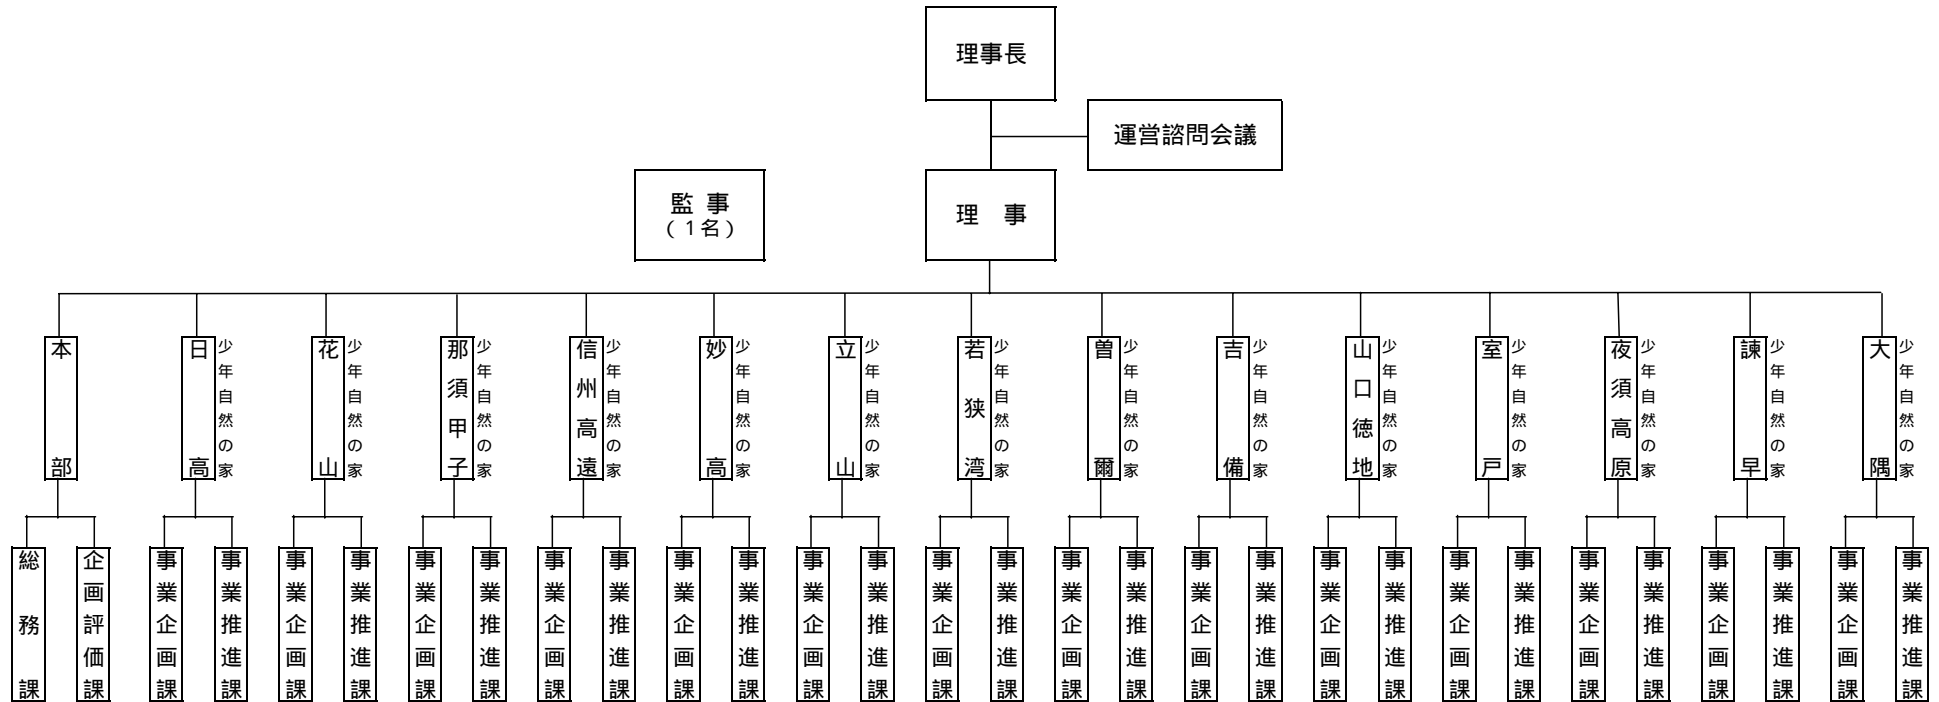 理事長
運営諮問会議
監 事
(1名)
理 事
本部
日高
少年自然の家
花山
少年自然の家
那須甲子
少年自然の家
信州高遠
少年自然の家
妙高
少年自然の家
立山
少年自然の家
若狭湾
少年自然の家
曽爾
少年自然の家
吉備
少年自然の家
山口徳地
少年自然の家
室戸
少年自然の家
夜須高原
少年自然の家
諫早
少年自然の家
大隅
少年自然の家
総務課
企画評価課
事業企画課
事業推進課
事業企画課
事業推進課
事業企画課
事業推進課
事業企画課
事業推進課
事業企画課
事業推進課
事業企画課
事業推進課
事業企画課
事業推進課
事業企画課
事業推進課
事業企画課
事業推進課
事業企画課
事業推進課
事業企画課
事業推進課
事業企画課
事業推進課
事業企画課
事業推進課
事業企画課
事業推進課